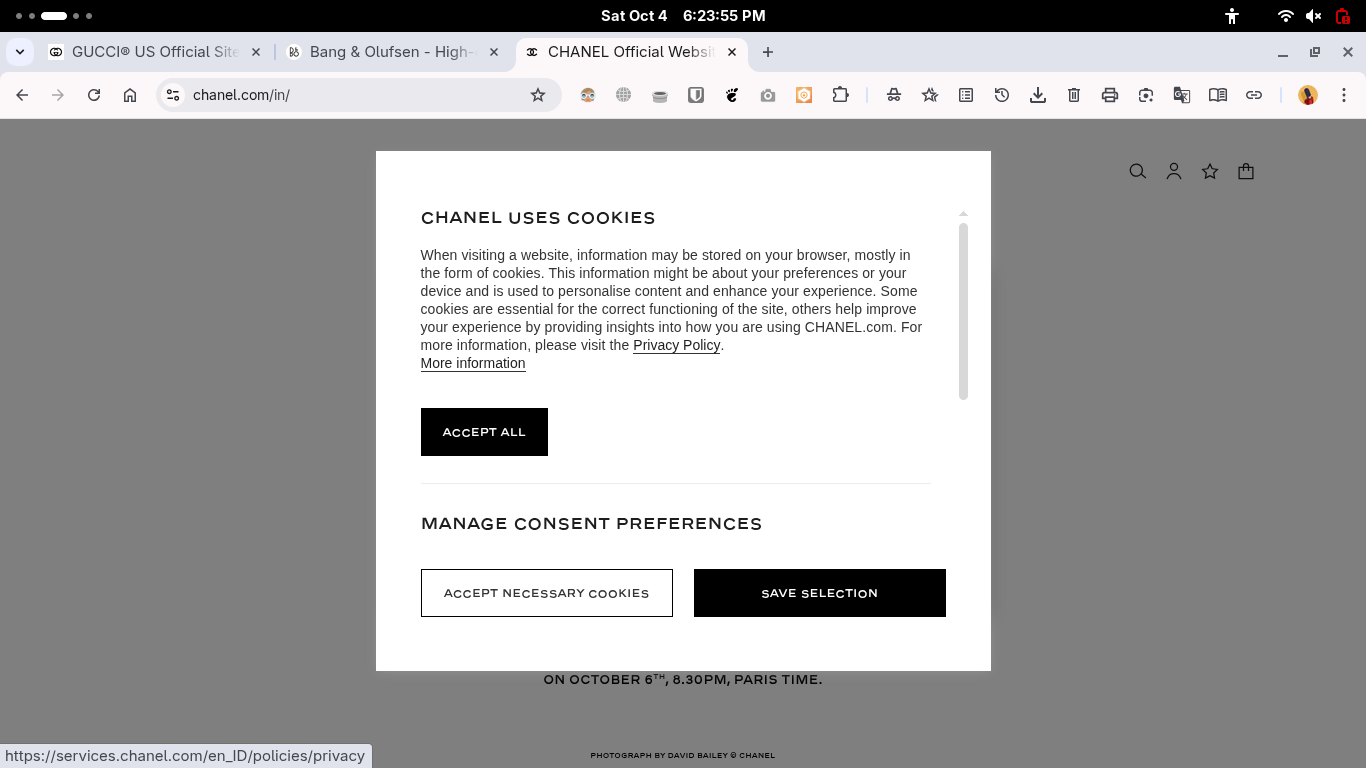 Sat Oct 4 6:23:55 PM
GUCCI® US Official Site
Bang & Olufsen - High-
CHANEL Official Websit
chanel.com/in/
CHANEL USES COOKIES
When visiting a website, information may be stored on your browser, mostly in
the form of cookies. This information might be about your preferences or your
device and is used to personalise content and enhance your experience. Some
cookies are essential for the correct functioning of the site, others help improve
your experience by providing insights into how you are using CHANEL.com. For
more information, please visit the Privacy Policy.
More information
ACCEPT ALL
MANAGE CONSENT PREFERENCES
ACCEPT NECESSARY COOKIES
SAVE SELECTION
ON OCTOBER 6TH, 8.30PM, PARIS TIME.
PHOTOGRAPH BY DAVID BAILEY © CHANEL
https://services.chanel.com/en_ID/policies/privacy